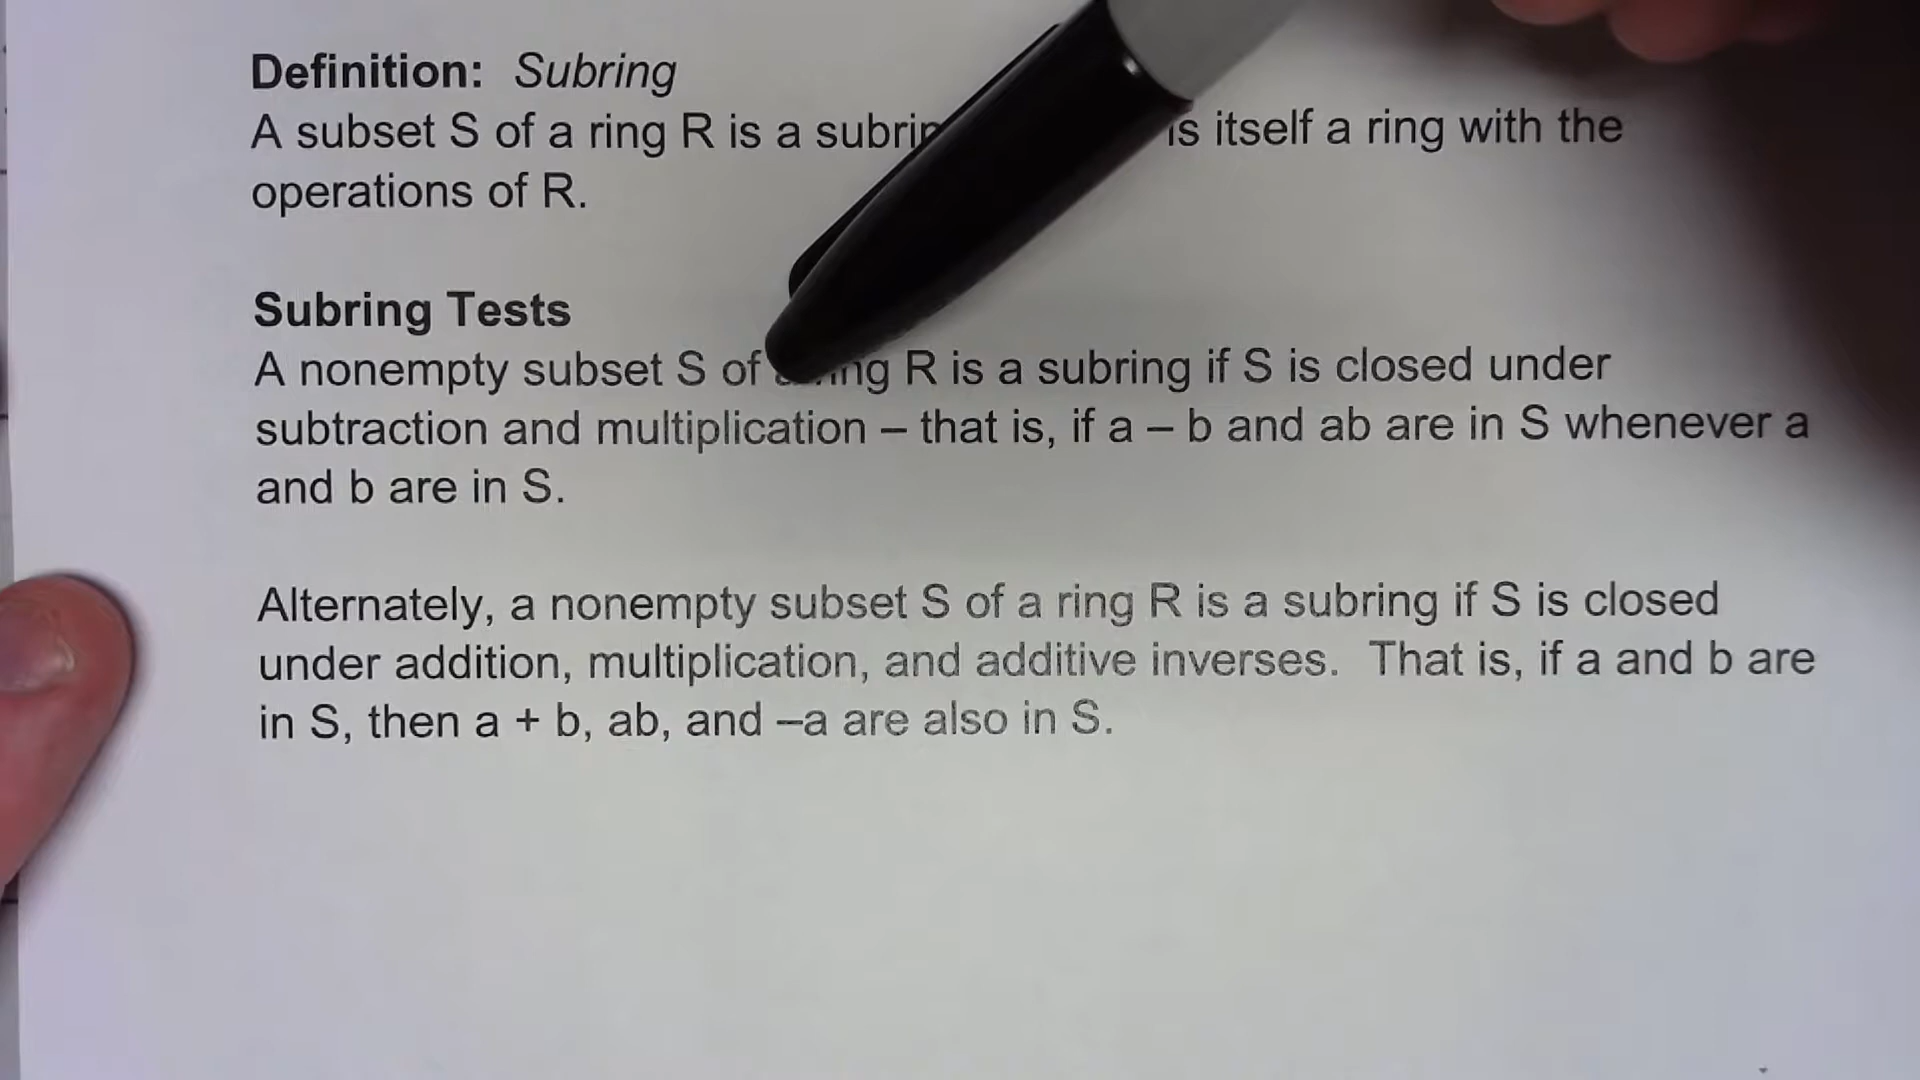 Definition: Subring
A subset S of a ring R is a is itself a ring with the
operations of R.
Subring Tests
A nonempty subset S of R is a subring if S is closed under
subtraction and multiplication – that is, if a – b and ab are in S whenever a
and b are in S.
Alternately, a nonempty subset S of a ring R is a subring if S is closed
under addition, multiplication, and additive inverses. That is, if a and b are
in S, then a + b, ab, and –a are also in S.